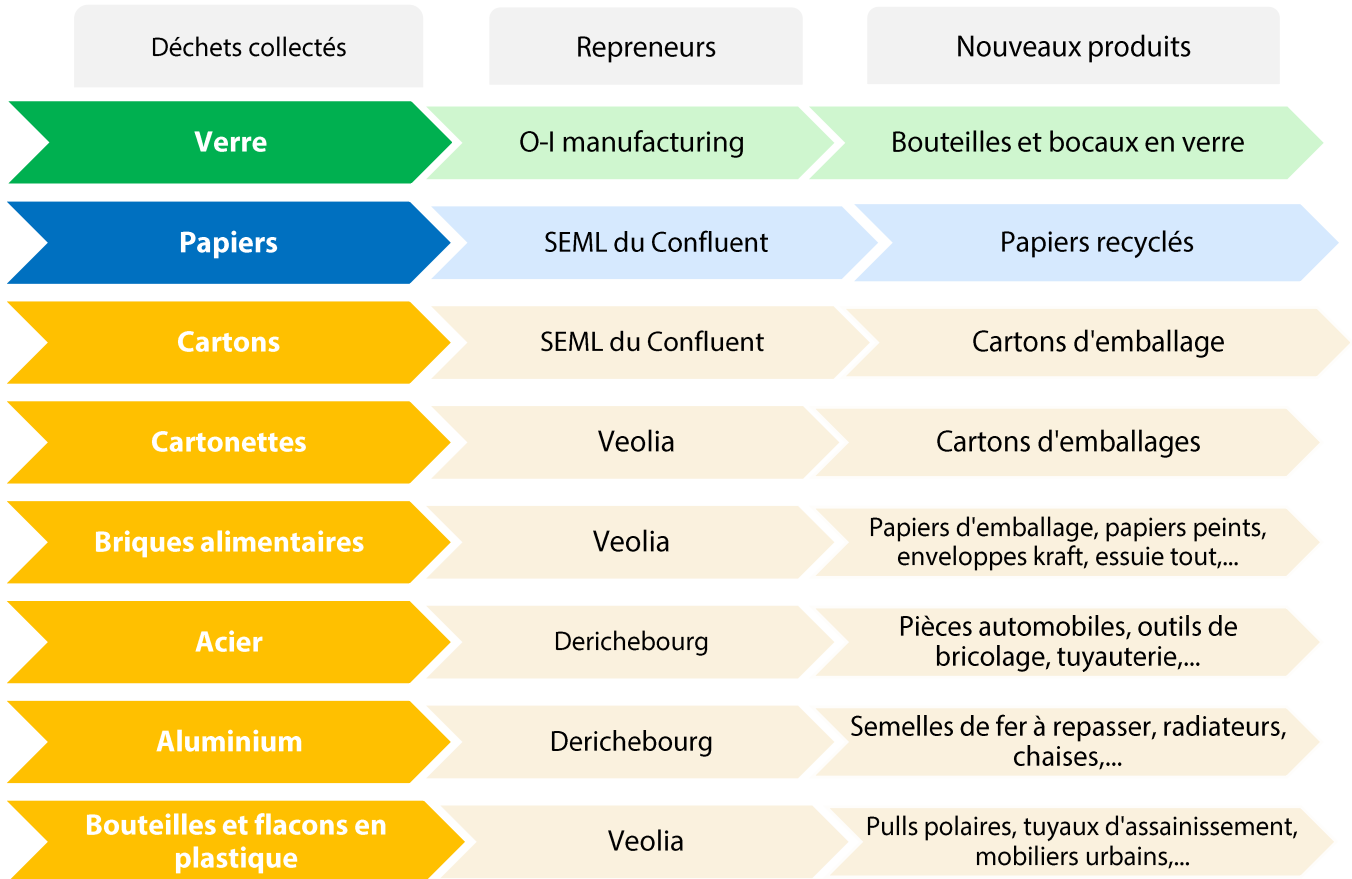 Déchets collectés
Repreneurs
Nouveaux produits
Verre
O-I manufacturing
Bouteilles et bocaux en verre
Papiers
SEML du Confluent
Papiers recyclés
Cartons
SEML du Confluent
Cartons d'emballage
Cartonettes
Veolia
Cartons d'emballages
Briques alimentaires
Veolia
Papiers d'emballage, papiers peints,
enveloppes kraft, essuie tout,...
Acier
Derichebourg
Pièces automobiles, outils de
bricolage, tuyauterie,...
Aluminium
Derichebourg
Semelles de fer à repasser, radiateurs,
chaises,...
Bouteilles et flacons en
plastique
Veolia
Pulls polaires, tuyaux d'assainissement,
mobiliers urbains,...